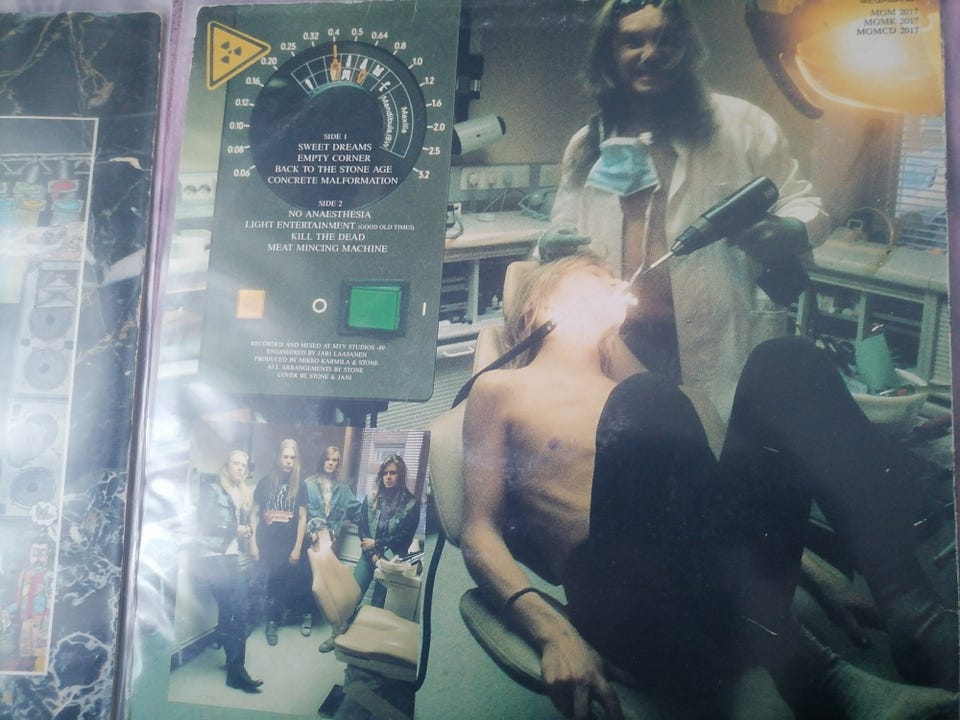 MGM 2017
MGMK 2017
MGMCD 2017
0.06
0.08
0.10
0.12
0.16
0.20
0.25
0.32
0.4
0.5
0.64
0.8
1.0
1.2
1.6
2.0
2.5
3.2
Maxilla
Mandibula/BW
SIDE 1
SWEET DREAMS
EMPTY CORNER
BACK TO THE STONE AGE
CONCRETE MALFORMATION
SIDE 2
NO ANAESTHESIA
LIGHT ENTERTAINMENT (GOOD OLD TIMES)
KILL THE DEAD
MEAT MINCING MACHINE
O I
RECORDED AND MIXED AT MTV STUDIOS -89
ENGINEERED BY JARI LAASANEN
PRODUCED BY MIKKO KARMILA & STONE
ALL ARRANGEMENTS BY STONE
COVER BY STONE & JANI